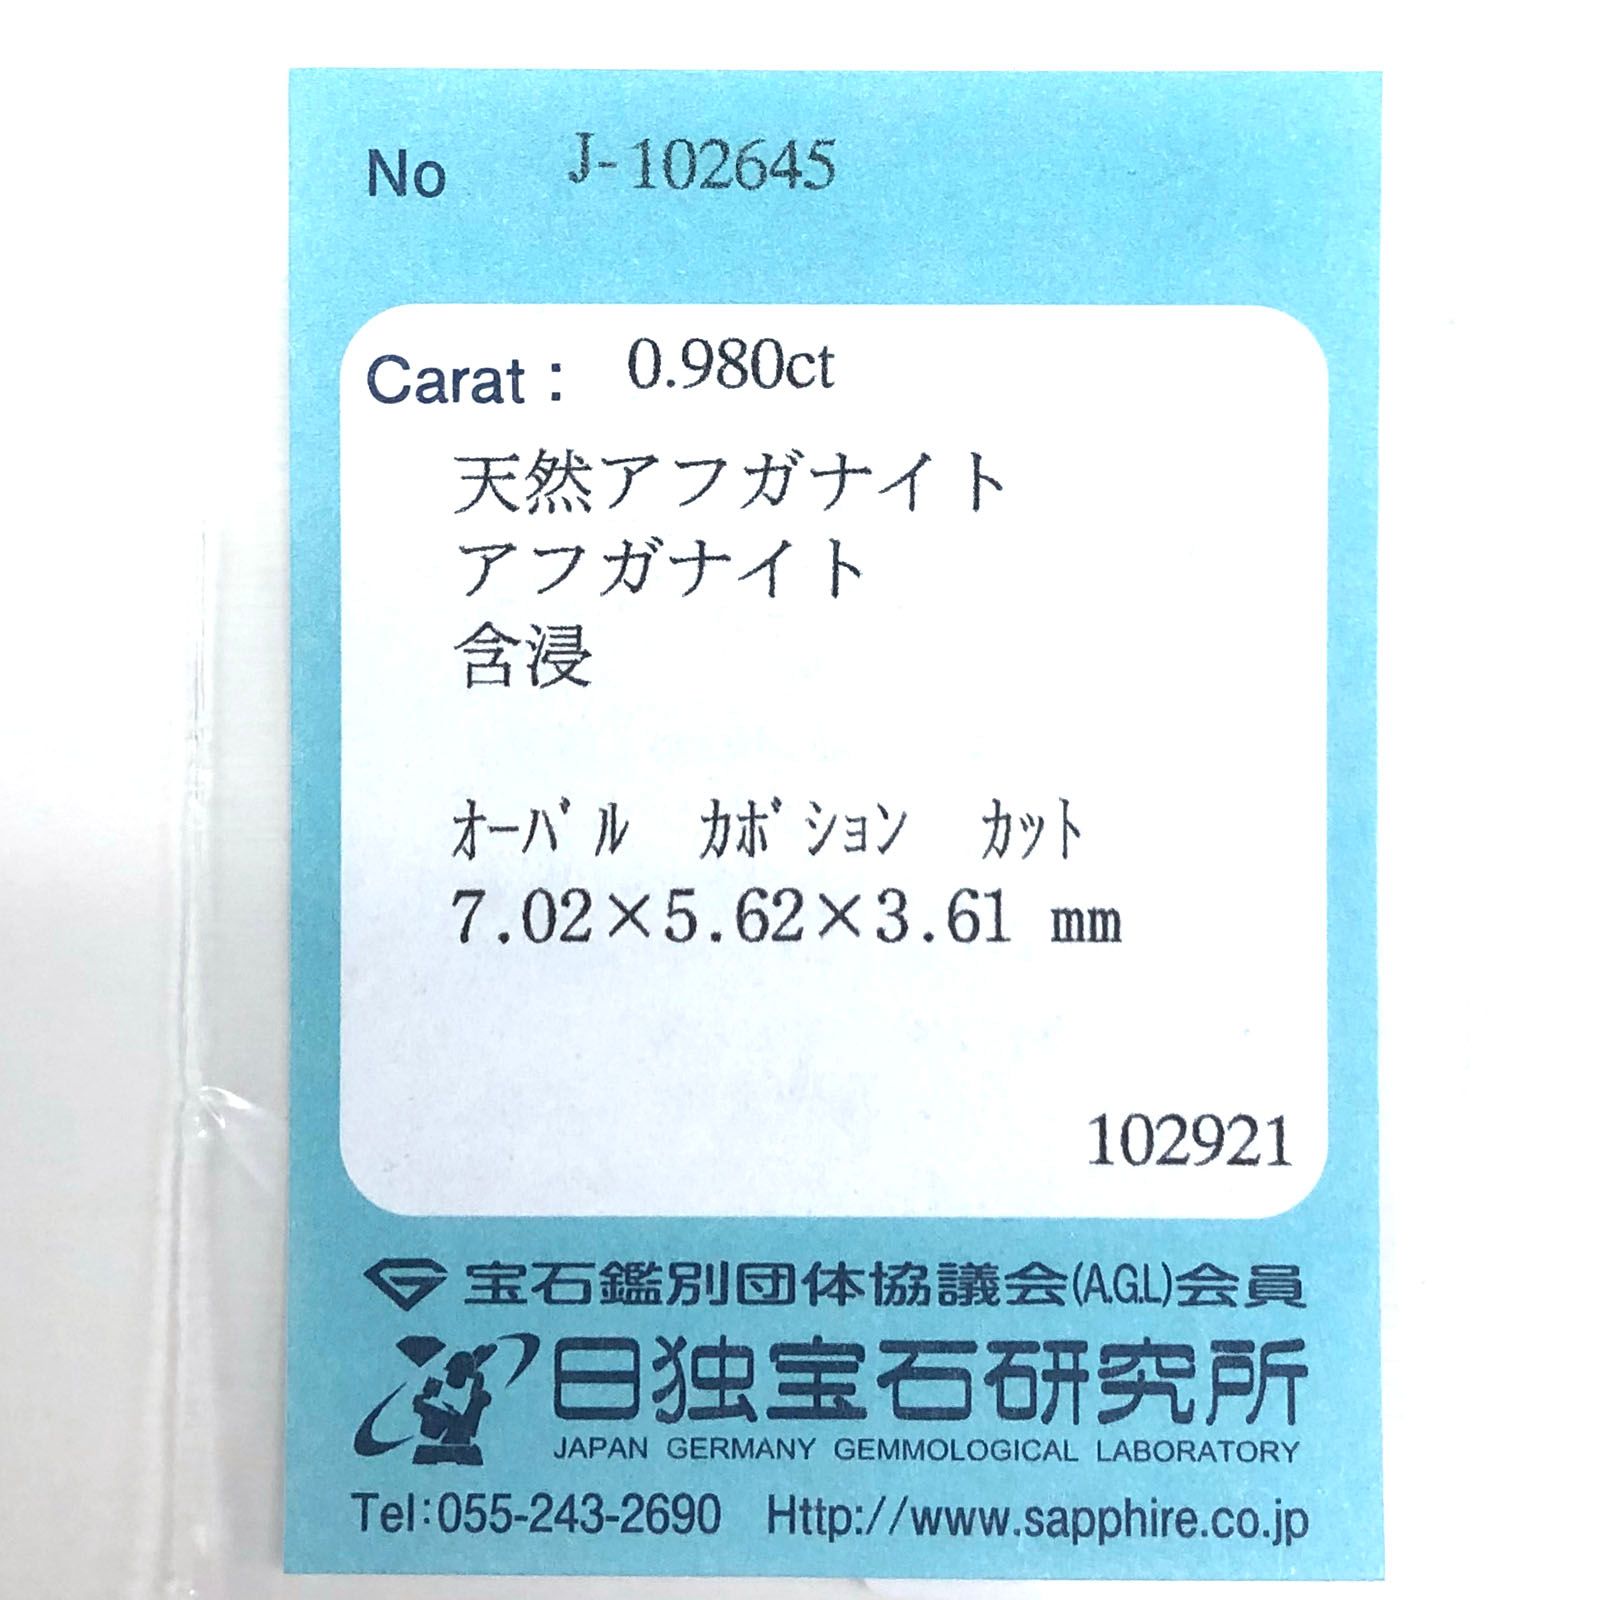 No J-102645
Carat : 0.980ct
天然アフガナイト
アフガナイト
含浸
ｵｰﾊﾞﾙ ｶﾎﾞｼｮﾝ ｶｯﾄ
7.02×5.62×3.61 mm
102921
宝石鑑別団体協議会(A.G.L)会員
日独宝石研究所
JAPAN GERMANY GEMMOLOGICAL LABORATORY
Tel:055-243-2690 Http://www.sapphire.co.jp